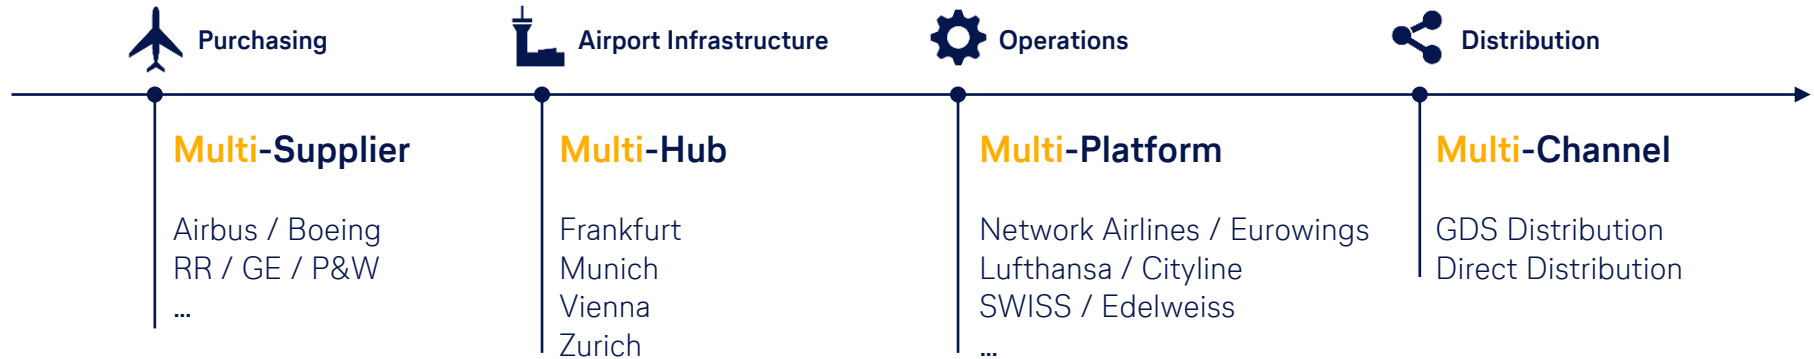 Purchasing
Airport Infrastructure
Operations
Distribution
Multi-Supplier
Airbus / Boeing
RR / GE / P&W
...
Multi-Hub
Frankfurt
Munich
Vienna
Zurich
Multi-Platform
Network Airlines / Eurowings
Lufthansa / Cityline
SWISS / Edelweiss
...
Multi-Channel
GDS Distribution
Direct Distribution